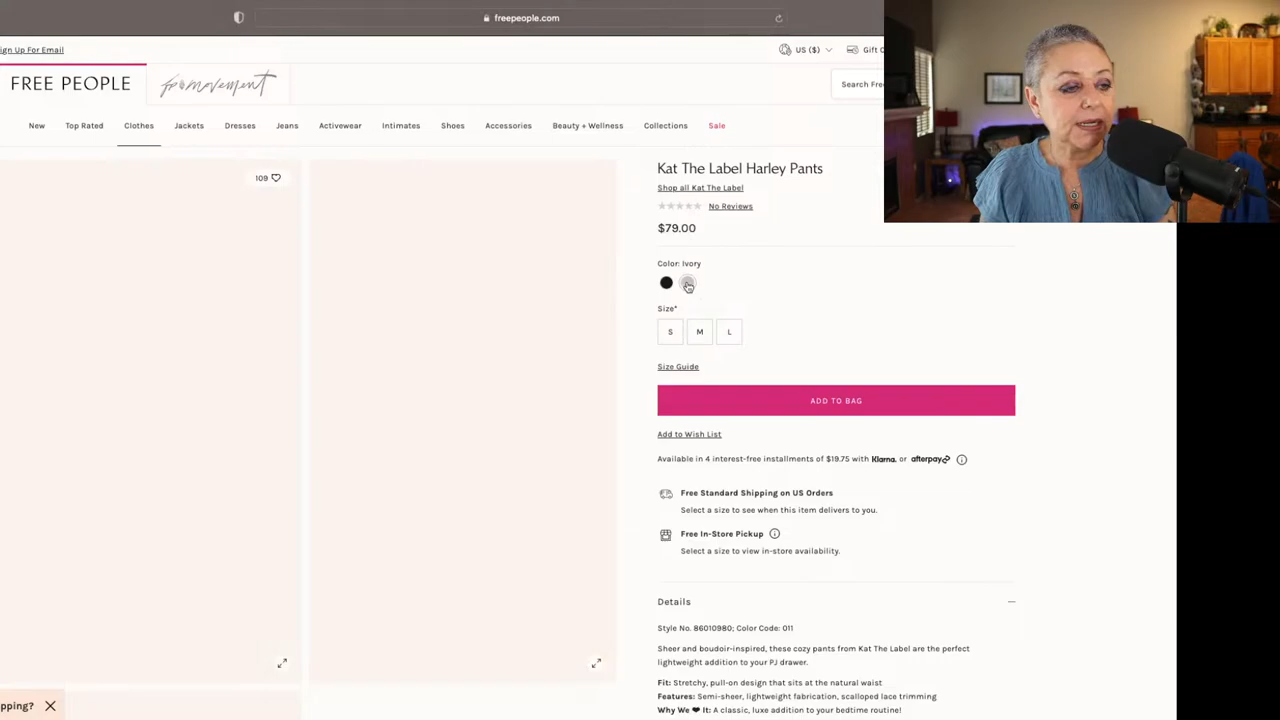 freepeople.com
ign Up For Email
US ($)
Gift C
FREE PEOPLE
fpmovement
Search Free
New Top Rated Clothes Jackets Dresses Jeans Activewear Intimates Shoes Accessories Beauty + Wellness Collections Sale
109
Kat The Label Harley Pants
Shop all Kat The Label
No Reviews
$79.00
Color: Ivory
Size*
S M L
Size Guide
ADD TO BAG
Add to Wish List
Available in 4 interest-free installments of $19.75 with Klarna. or afterpay
Free Standard Shipping on US Orders
Select a size to see when this item delivers to you.
Free In-Store Pickup
Select a size to view in-store availability.
Details
Style No. 86010980; Color Code: 011
Sheer and boudoir-inspired, these cozy pants from Kat The Label are the perfect
lightweight addition to your PJ drawer.
Fit: Stretchy, pull-on design that sits at the natural waist
Features: Semi-sheer, lightweight fabrication, scalloped lace trimming
Why We ❤ It: A classic, luxe addition to your bedtime routine!
pping?